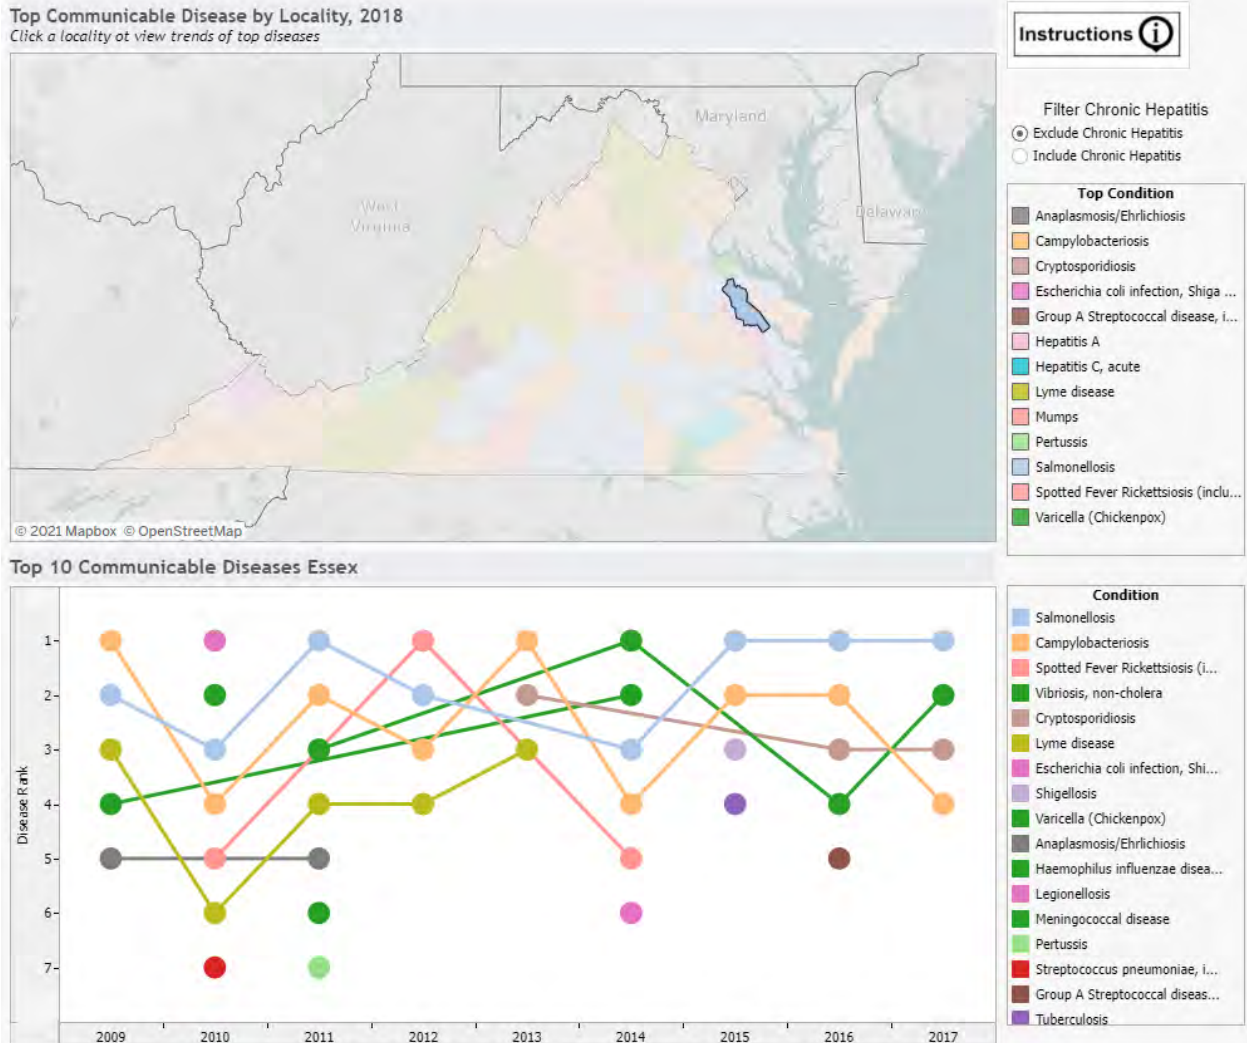 Top Communicable Disease by Locality, 2018
Click a locality ot view trends of top diseases
Instructions
Filter Chronic Hepatitis
Exclude Chronic Hepatitis
Include Chronic Hepatitis
Top Condition
Anaplasmosis/Ehrlichiosis
Campylobacteriosis
Cryptosporidiosis
Escherichia coli infection, Shiga ...
Group A Streptococcal disease, i...
Hepatitis A
Hepatitis C, acute
Lyme disease
Mumps
Pertussis
Salmonellosis
Spotted Fever Rickettsiosis (inclu...
Varicella (Chickenpox)
Maryland
DC
West
Virginia
Delaware
© 2021 Mapbox © OpenStreetMap
Top 10 Communicable Diseases Essex
Disease Rank
1
2
3
4
5
6
7
2009 2010 2011 2012 2013 2014 2015 2016 2017
Condition
Salmonellosis
Campylobacteriosis
Spotted Fever Rickettsiosis (i...
Vibriosis, non-cholera
Cryptosporidiosis
Lyme disease
Escherichia coli infection, Shi...
Shigellosis
Varicella (Chickenpox)
Anaplasmosis/Ehrlichiosis
Haemophilus influenzae disea...
Legionellosis
Meningococcal disease
Pertussis
Streptococcus pneumoniae, i...
Group A Streptococcal diseas...
Tuberculosis